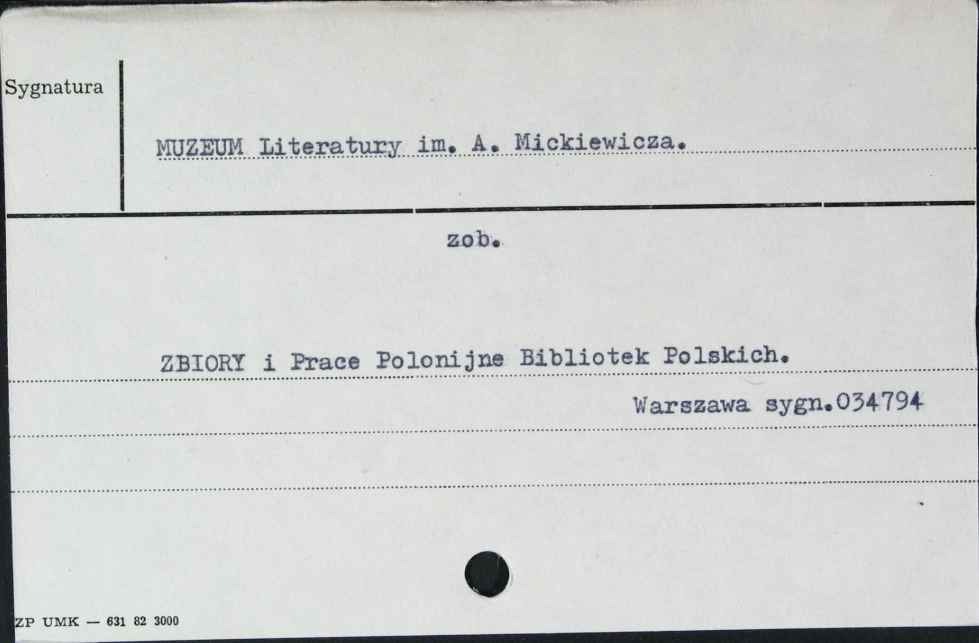 Sygnatura
MUZEUM Literatury im. A. Mickiewicza.
zob.
ZBIORY i Prace Polonijne Bibliotek Polskich.
Warszawa sygn.034794
ZP UMK — 631 82 3000